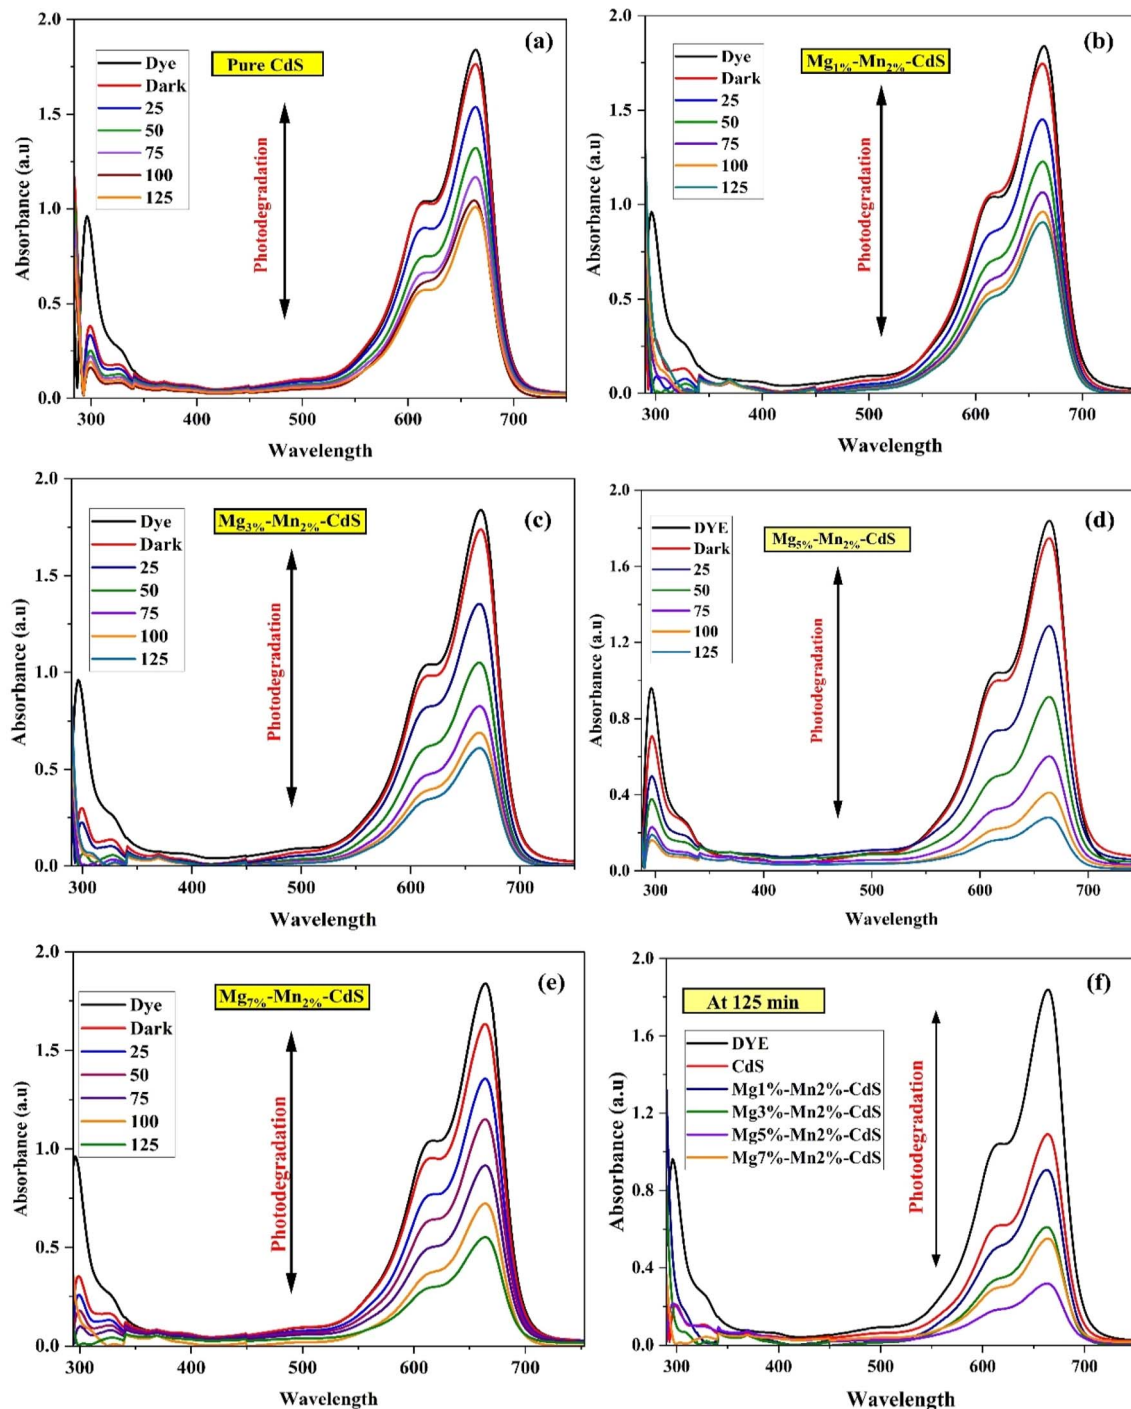 (a)
Pure CdS
Dye
Dark
25
50
75
100
125
Photodegradation
Absorbance (a.u)
2.0
1.5
1.0
0.5
0.0
300 400 500 600 700
Wavelength
(b)
Mg1%-Mn2%-CdS
Dye
Dark
25
50
75
100
125
Photodegradation
Absorbance (a.u)
2.0
1.5
1.0
0.5
0.0
300 400 500 600 700
Wavelength
(c)
Mg3%-Mn2%-CdS
Dye
Dark
25
50
75
100
125
Photodegradation
Absorbance (a.u)
2.0
1.5
1.0
0.5
0.0
300 400 500 600 700
Wavelength
(d)
Mg5%-Mn2%-CdS
DYE
Dark
25
50
75
100
125
Photodegradation
Absorbance (a.u)
2.0
1.6
1.2
0.8
0.4
0.0
300 400 500 600 700
Wavelength
(e)
Mg7%-Mn2%-CdS
Dye
Dark
25
50
75
100
125
Photodegradation
Absorbance (a.u)
2.0
1.5
1.0
0.5
0.0
300 400 500 600 700
Wavelength
(f)
At 125 min
DYE
CdS
Mg1%-Mn2%-CdS
Mg3%-Mn2%-CdS
Mg5%-Mn2%-CdS
Mg7%-Mn2%-CdS
Photodegradation
Absorbance (a.u)
2.0
1.6
1.2
0.8
0.4
0.0
300 400 500 600 700
Wavelength